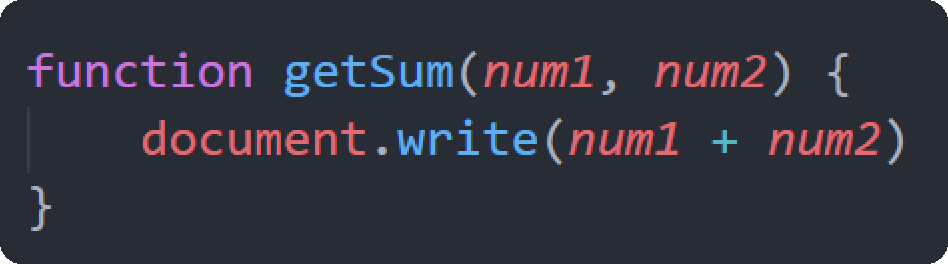 function getSum(num1, num2) {
    document.write(num1 + num2)
}